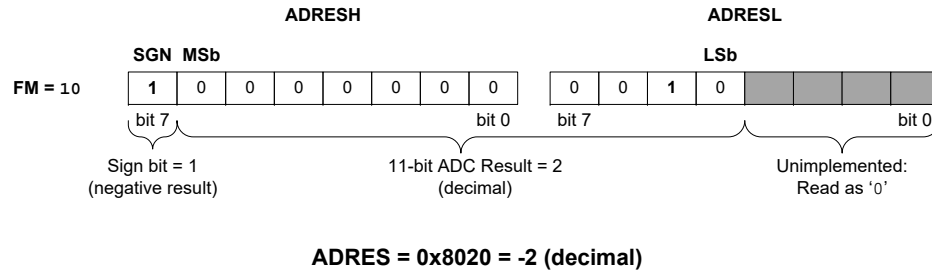 ADRESH ADRESL
SGN MSb LSb
FM = 10 1 0 0 0 0 0 0 0 0 0 1 0
bit 7 bit 0 bit 7 bit 0
Sign bit = 1 11-bit ADC Result = 2 Unimplemented:
(negative result) (decimal) Read as ‘0’
ADRES = 0x8020 = -2 (decimal)